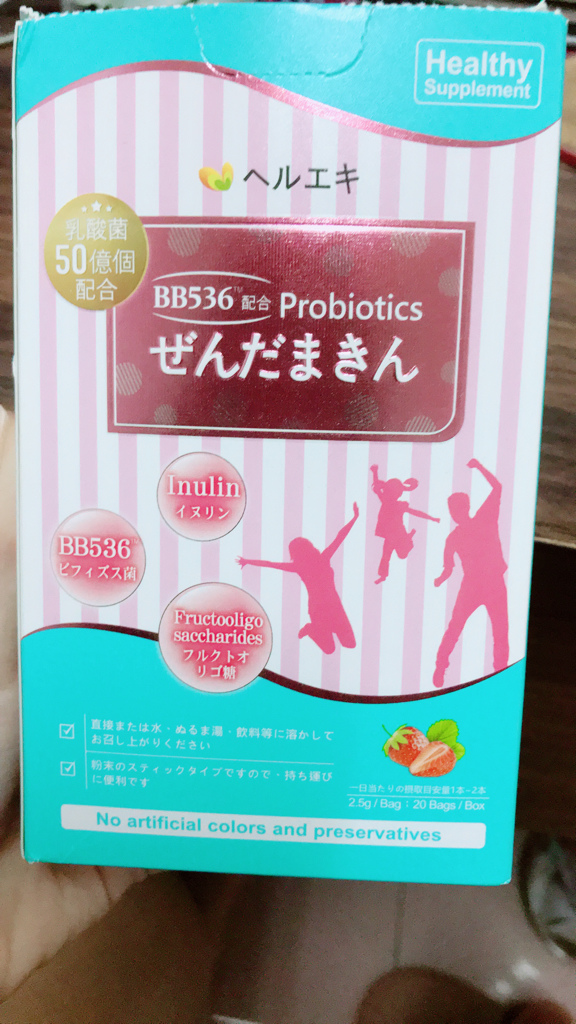 Healthy
Supplement
ヘルエキ
乳酸菌
50億個
配合
BB536™ 配合 Probiotics
ぜんだまきん
Inulin
イヌリン
BB536™
ビフィズス菌
Fructooligo
saccharides
フルクトオ
リゴ糖
直接または水・ぬるま湯・飲料等に溶かして
お召し上がりください
粉末のスティックタイプですので・持ち運び
に便利です
一日当たりの摂取目安量1本~2本
2.5g / Bag : 20 Bags / Box
No artificial colors and preservatives